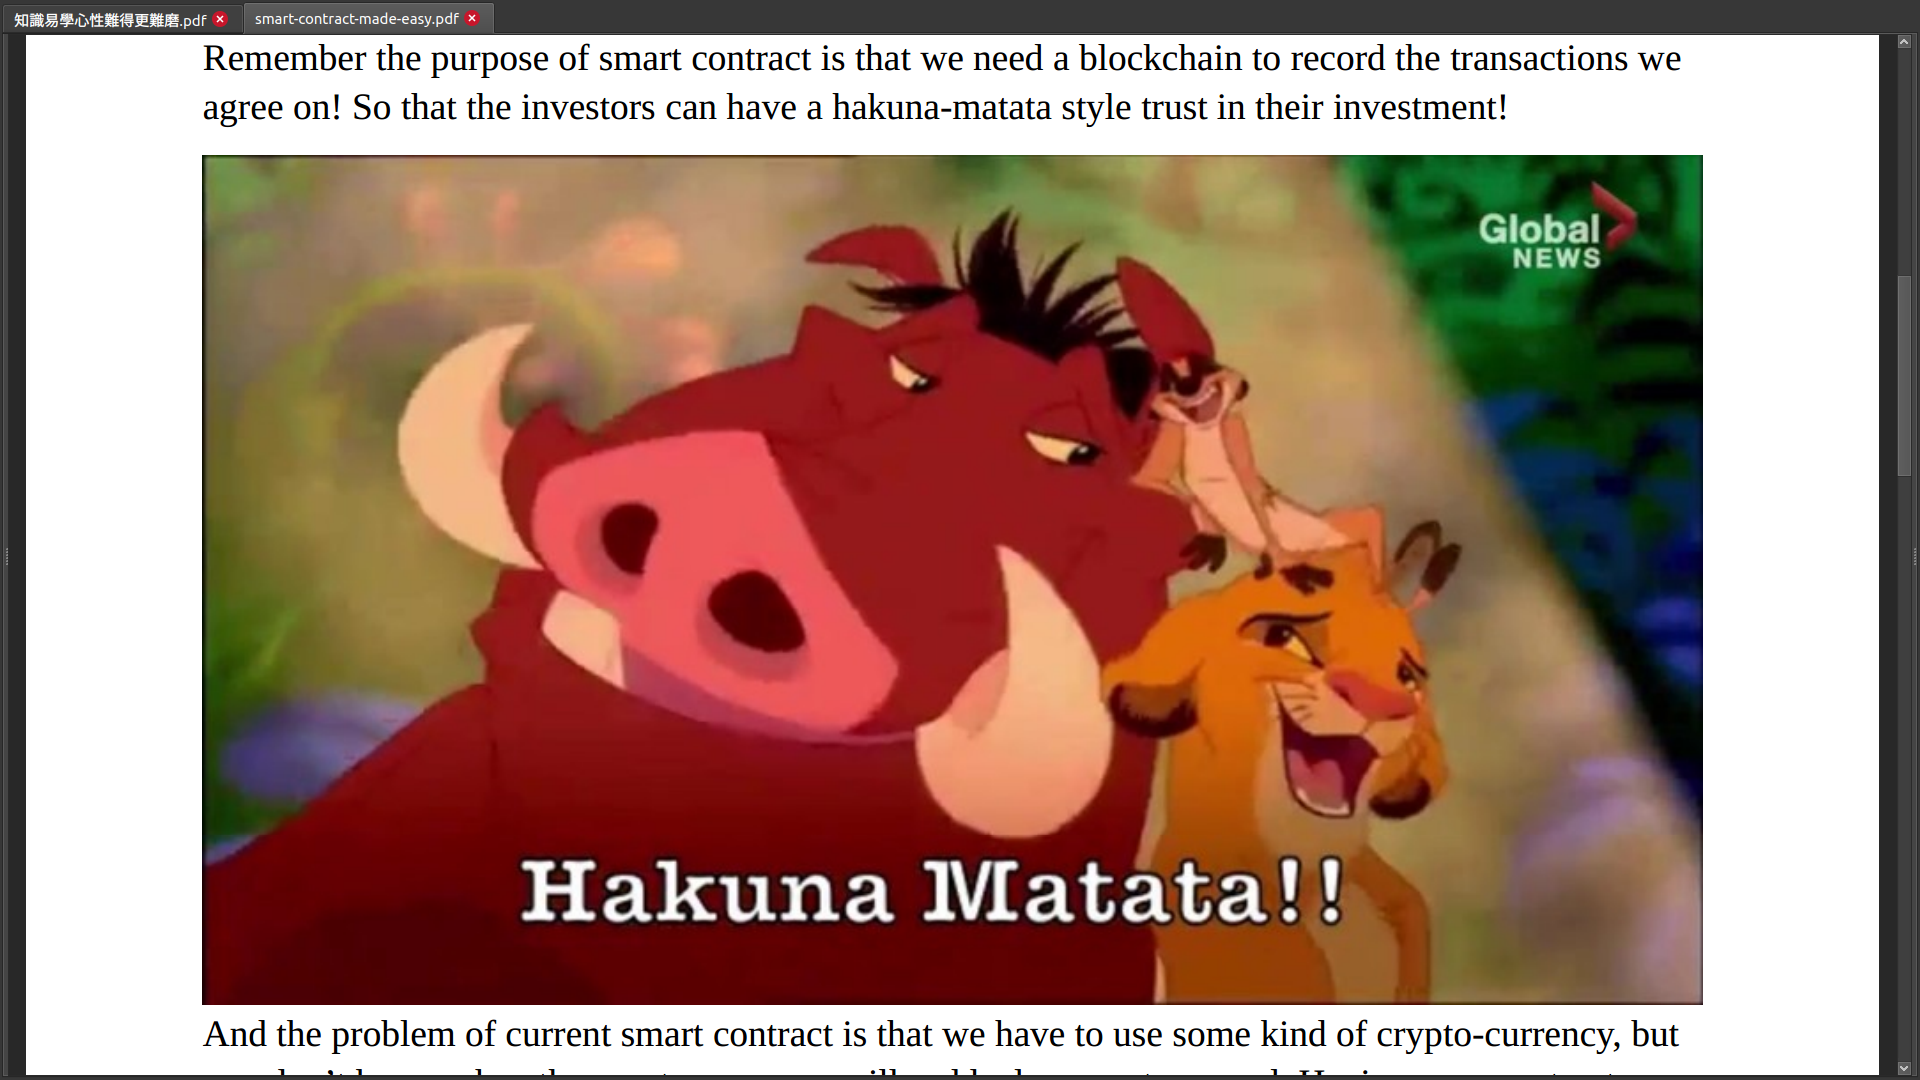 知識易學心性難得更難磨.pdf
smart-contract-made-easy.pdf
Remember the purpose of smart contract is that we need a blockchain to record the transactions we
agree on! So that the investors can have a hakuna-matata style trust in their investment!
Global
NEWS
Hakuna Matata!!
And the problem of current smart contract is that we have to use some kind of crypto-currency, but